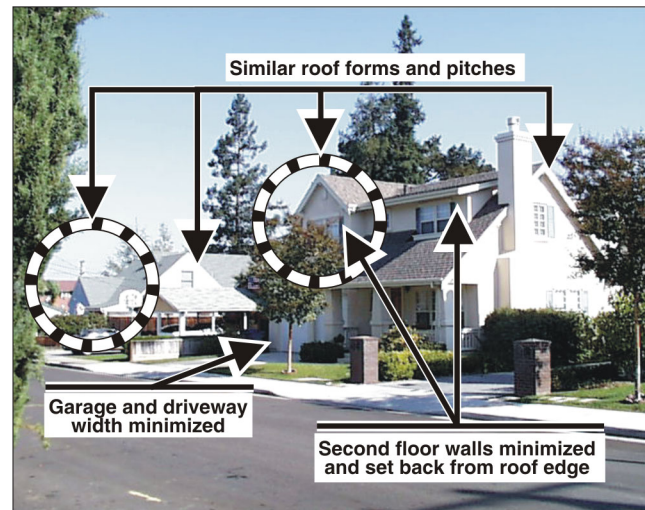 Similar roof forms and pitches
Garage and driveway
width minimized
Second floor walls minimized
and set back from roof edge